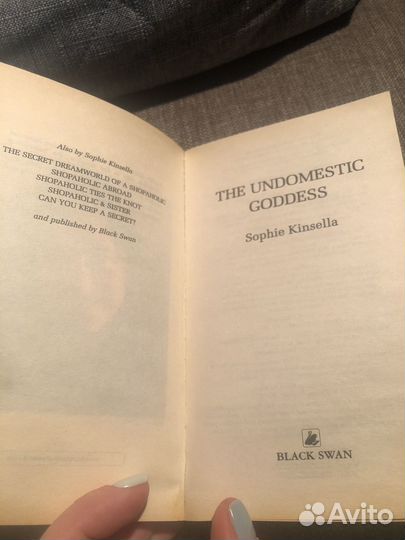 Also by Sophie Kinsella
THE SECRET DREAMWORLD OF A SHOPAHOLIC
SHOPAHOLIC ABROAD
SHOPAHOLIC TIES THE KNOT
SHOPAHOLIC & SISTER
CAN YOU KEEP A SECRET?
and published by Black Swan
THE UNDOMESTIC
GODDESS
Sophie Kinsella
BLACK SWAN
Avito